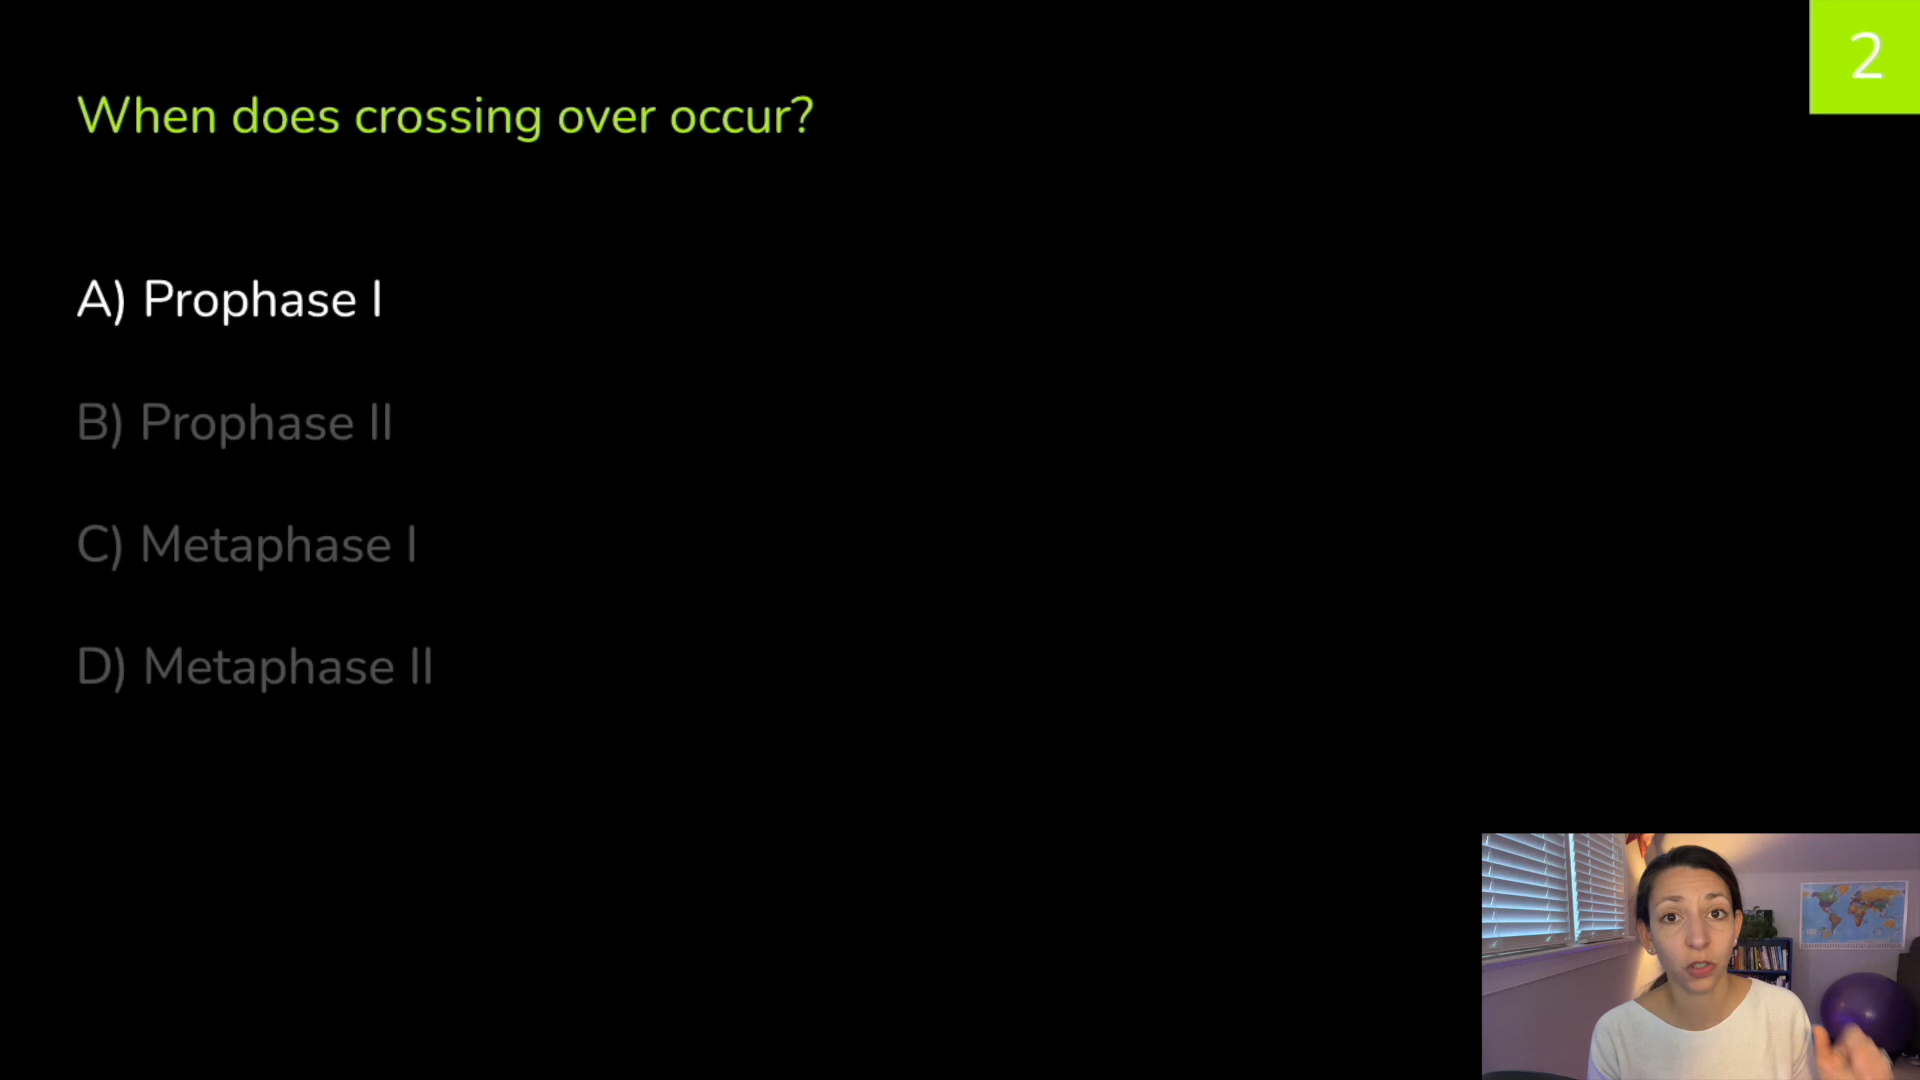 2
When does crossing over occur?
A) Prophase I
B) Prophase II
C) Metaphase I
D) Metaphase II